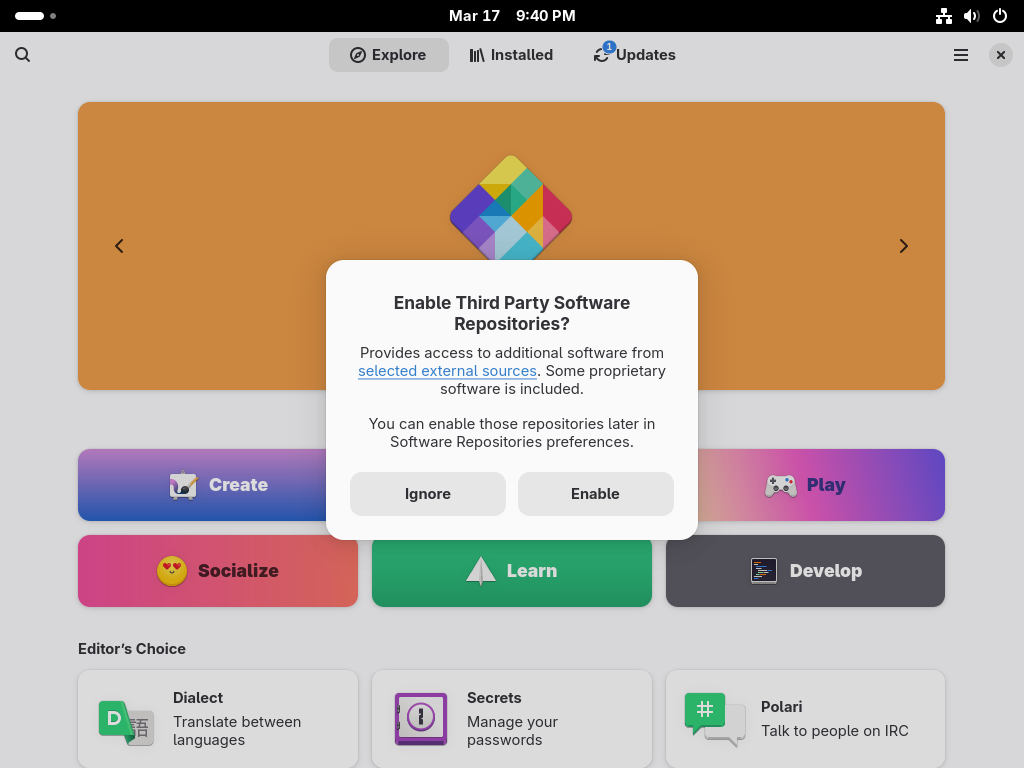 Mar 17 9:40 PM
Explore
Installed
1
Updates
Enable Third Party Software
Repositories?
Provides access to additional software from
selected external sources. Some proprietary
software is included.
You can enable those repositories later in
Software Repositories preferences.
Ignore
Enable
Create
Play
Socialize
Learn
Develop
Editor’s Choice
D
語
Dialect
Translate between
languages
Secrets
Manage your
passwords
#
Polari
Talk to people on IRC